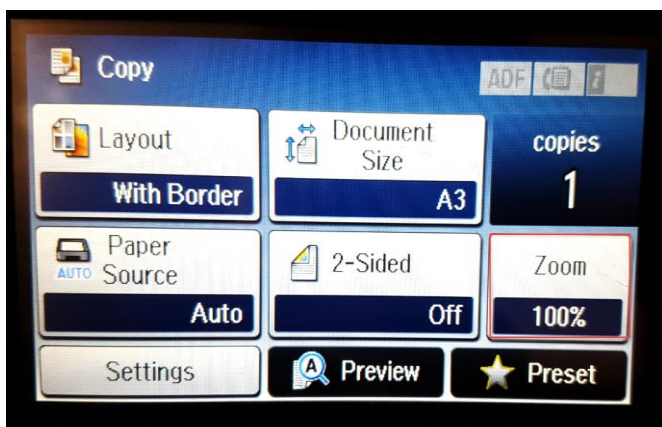 Copy
ADF
Layout
With Border
Document
Size
A3
copies
1
AUTO
Paper
Source
Auto
2-Sided
Off
Zoom
100%
Settings
A
Preview
Preset